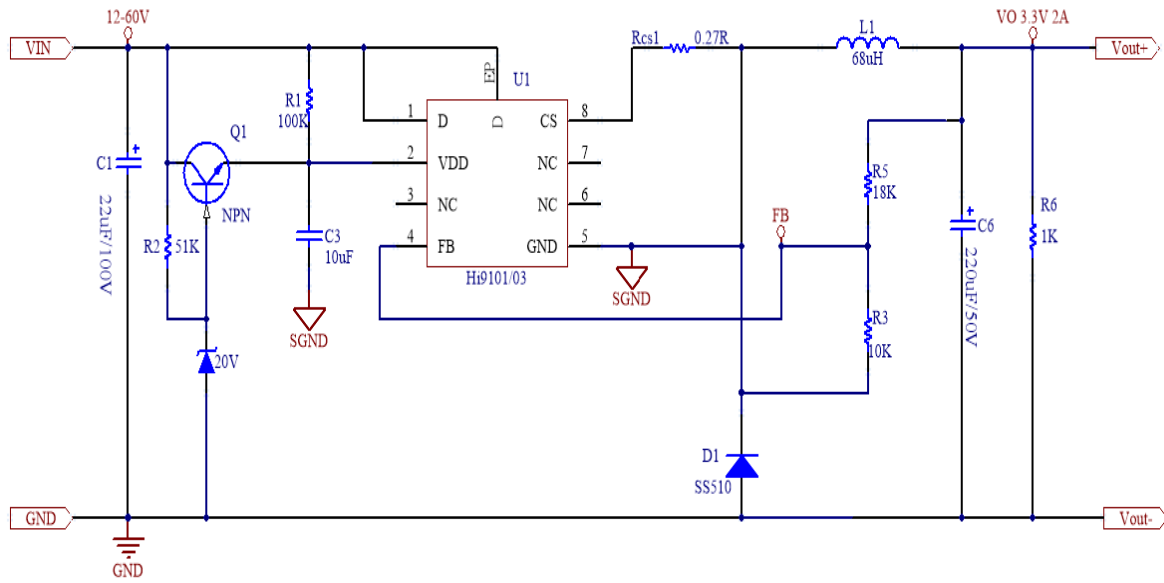 12-60V
VO 3.3V 2A
VIN
Rcs1
0.27R
L1
68uH
Vout+
EP
U1
D
R1
100K
1
D
CS
8
Q1
C1
+
22uF/100V
2
VDD
NC
7
NPN
3
NC
NC
6
R5
18K
R2
51K
C3
10uF
4
FB
GND
5
FB
+
C6
220uF/50V
R6
1K
Hi9101/03
SGND
SGND
R3
10K
20V
D1
SS510
GND
Vout-
GND